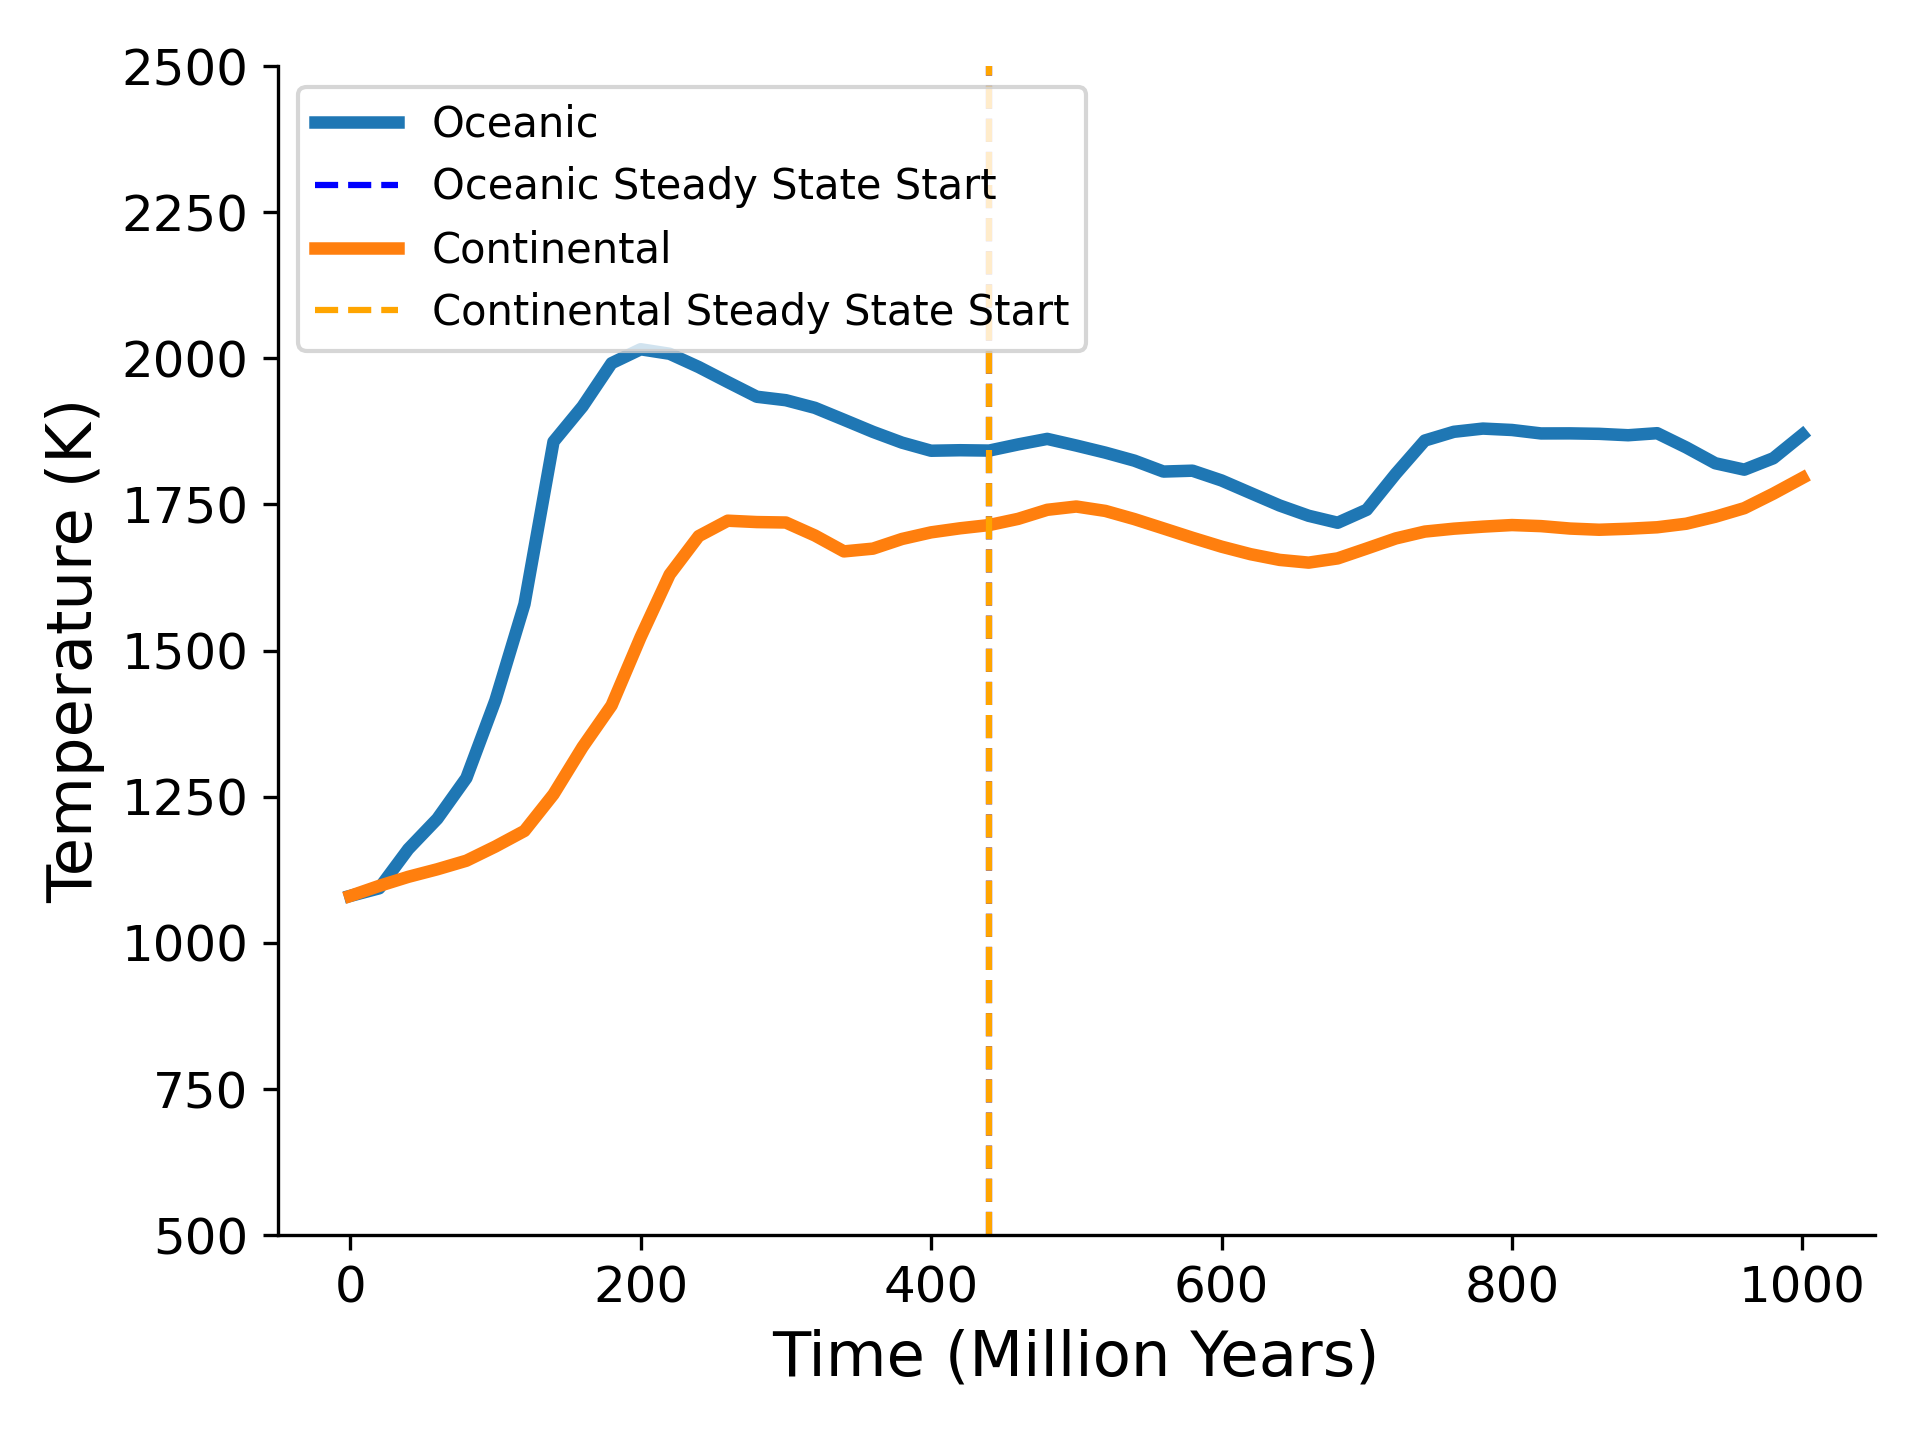 2500
2250
2000
1750
1500
1250
1000
750
500
Temperature (K)
Oceanic
Oceanic Steady State Start
Continental
Continental Steady State Start
0 200 400 600 800 1000
Time (Million Years)